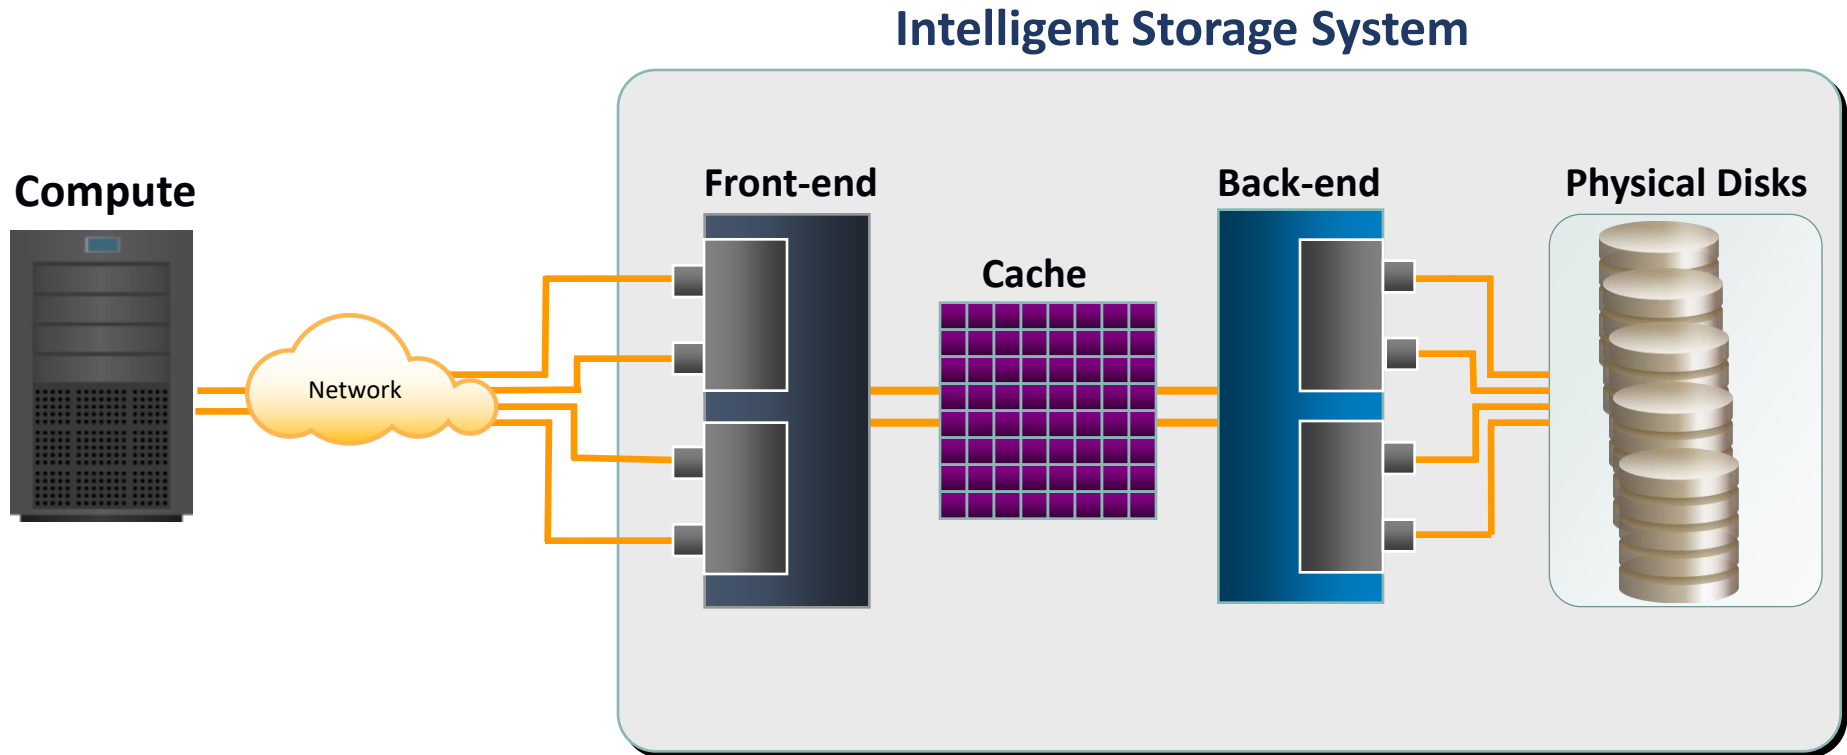 Intelligent Storage System
Compute
Front-end
Back-end
Physical Disks
Cache
Network